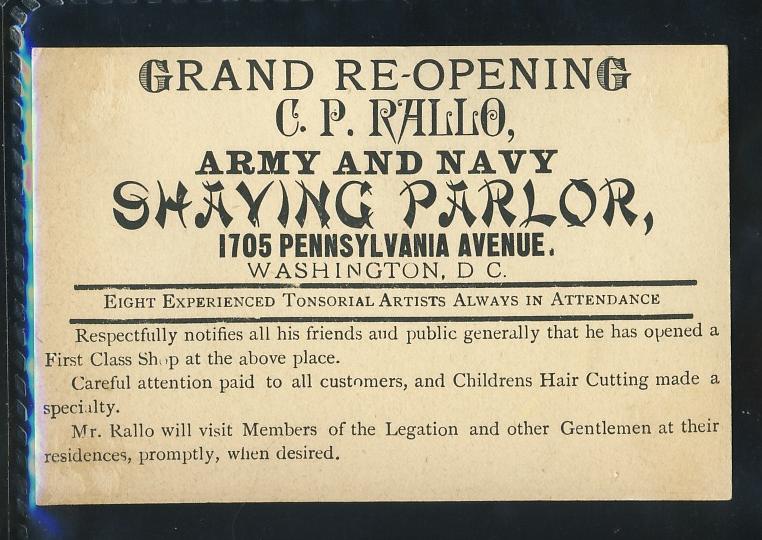 GRAND RE-OPENING
C. P. RALLO,
ARMY AND NAVY
SHAVING PARLOR,
1705 PENNSYLVANIA AVENUE.
WASHINGTON, D C.
EIGHT EXPERIENCED TONSORIAL ARTISTS ALWAYS IN ATTENDANCE
Respectfully notifies all his friends and public generally that he has opened a
First Class Shop at the above place.
Careful attention paid to all customers, and Childrens Hair Cutting made a
specialty.
Mr. Rallo will visit Members of the Legation and other Gentlemen at their
residences, promptly, when desired.